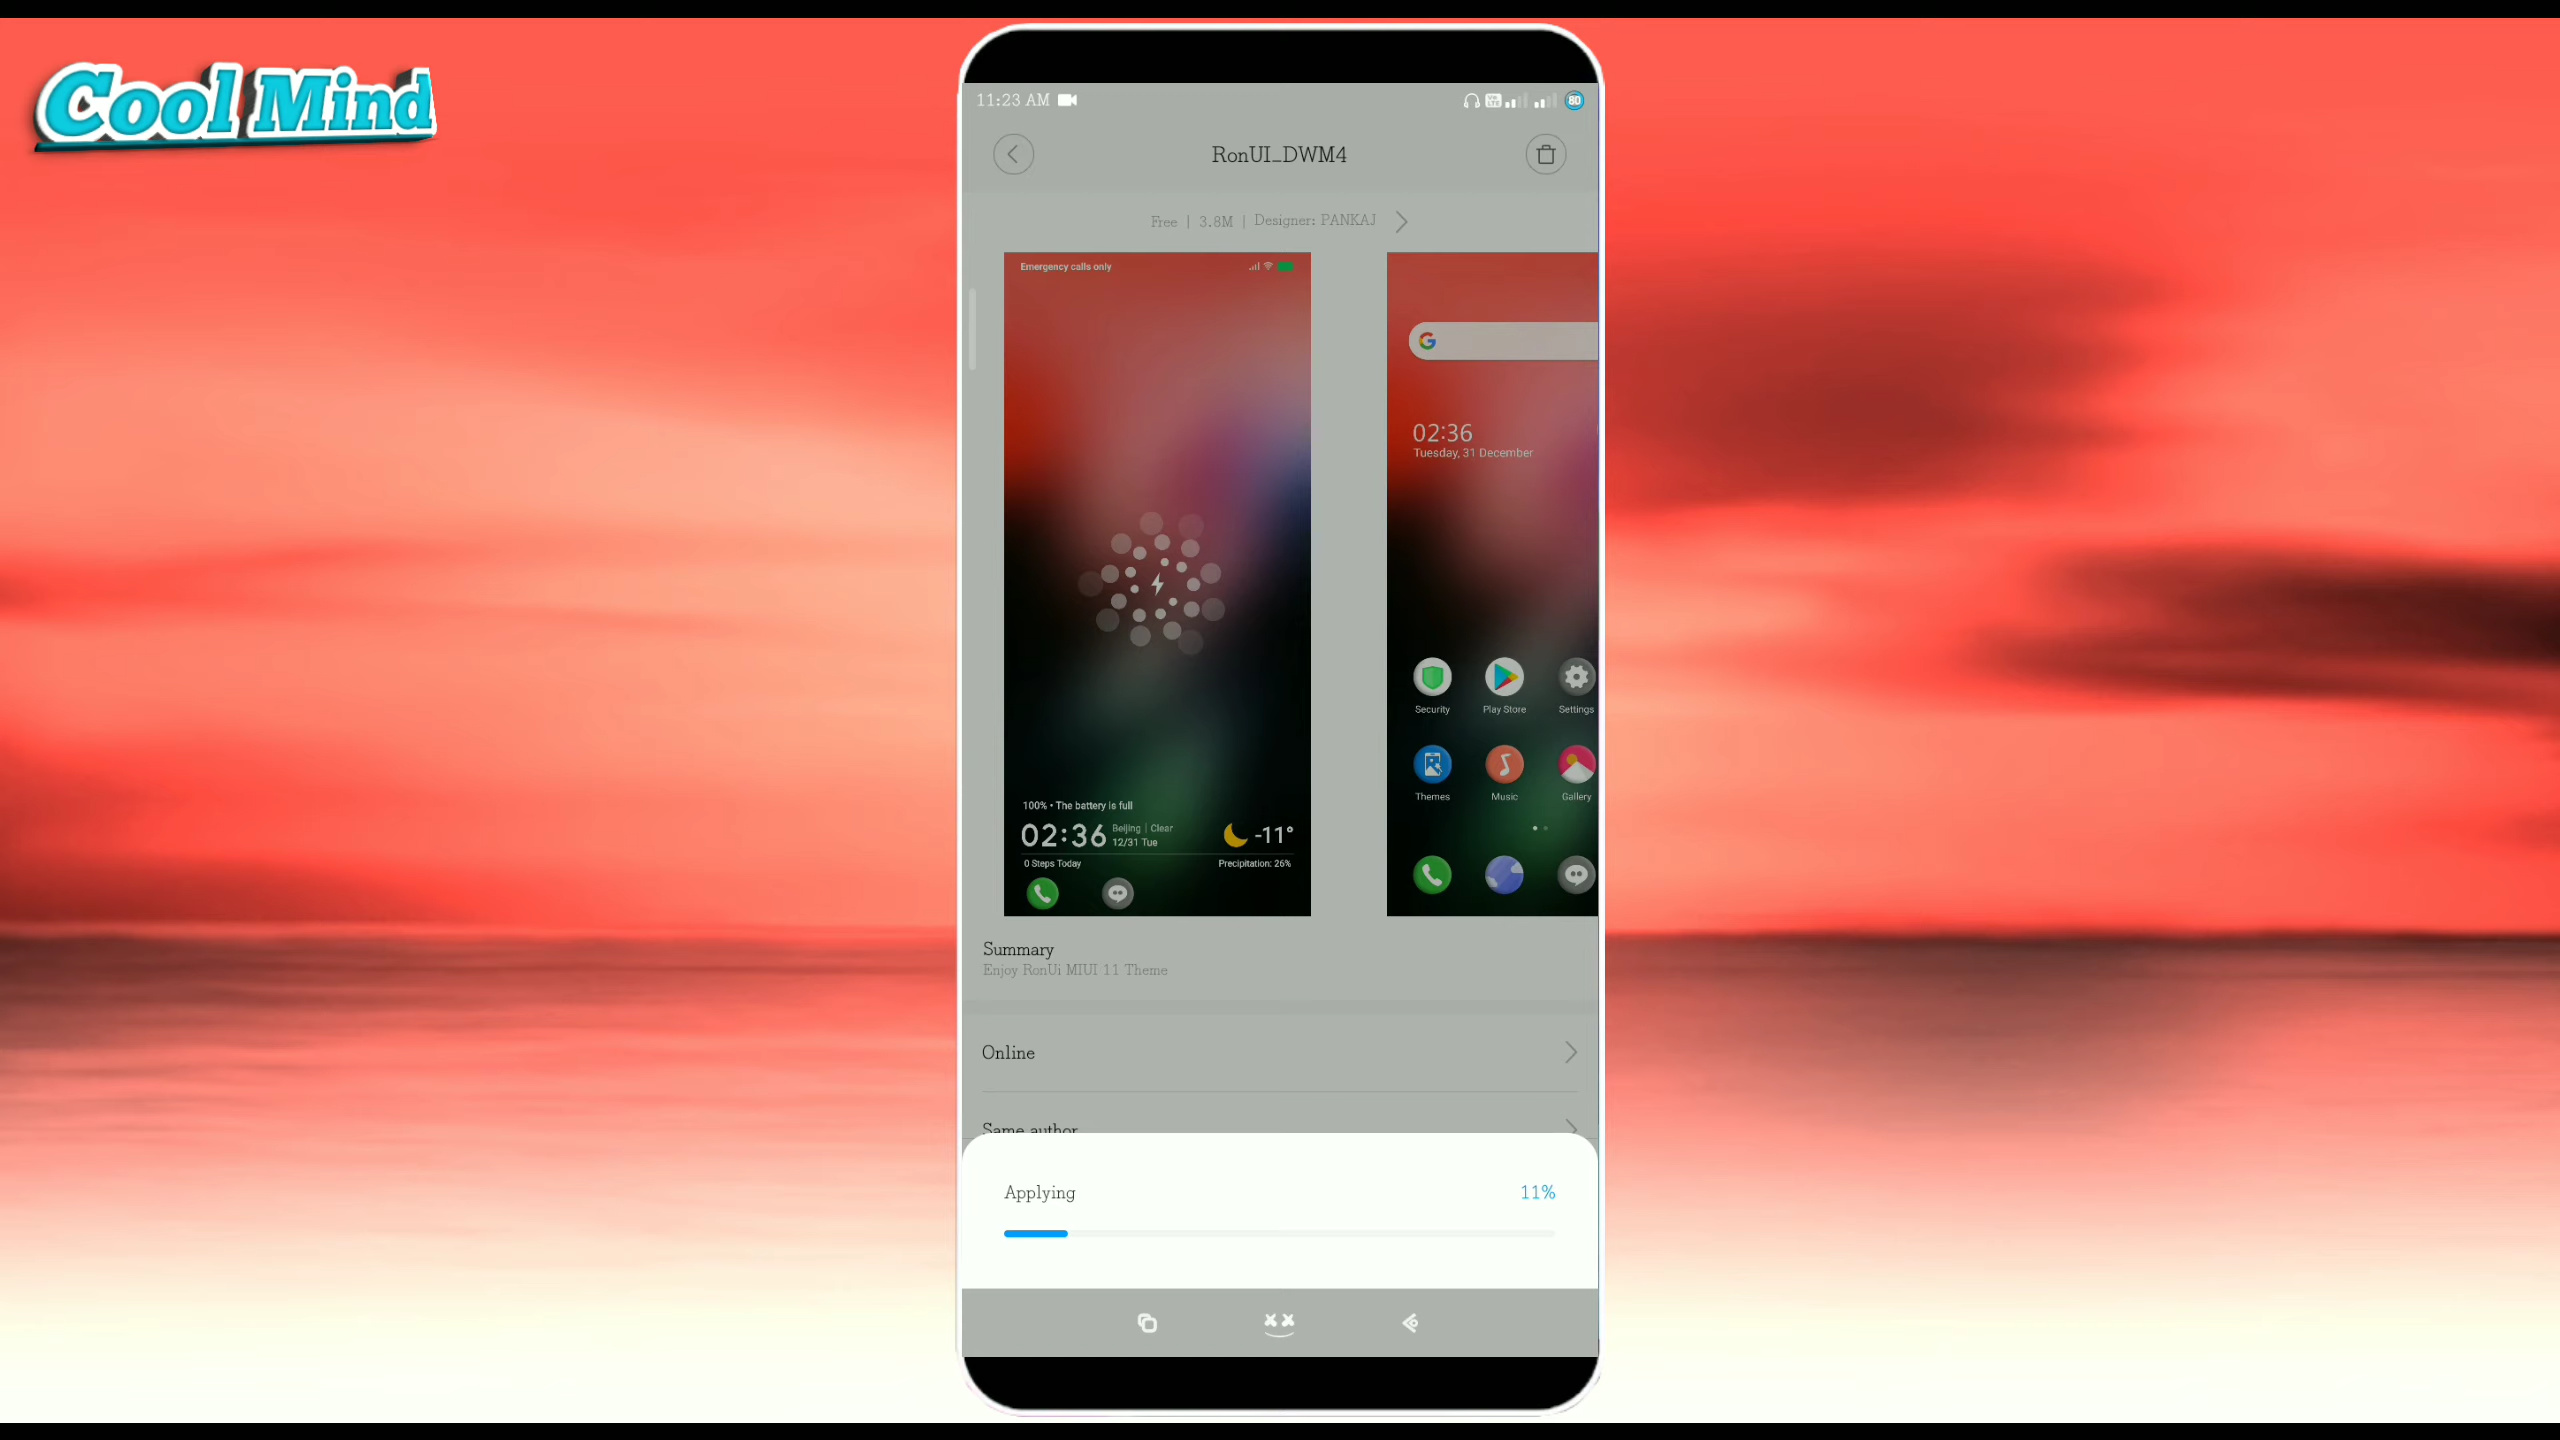 Cool Mind
11:23 AM
80
RonUI_DWM4
Free | 3.8M | Designer: PANKAJ
Emergency calls only
100% • The battery is full
02:36
Beijing | Clear
12/31 Tue
-11°
0 Steps Today
Precipitation: 26%
02:36
Tuesday, 31 December
Security
Play Store
Settings
Themes
Music
Gallery
Summary
Enjoy RonUi MIUI 11 Theme
Online
Same author
Applying
11%